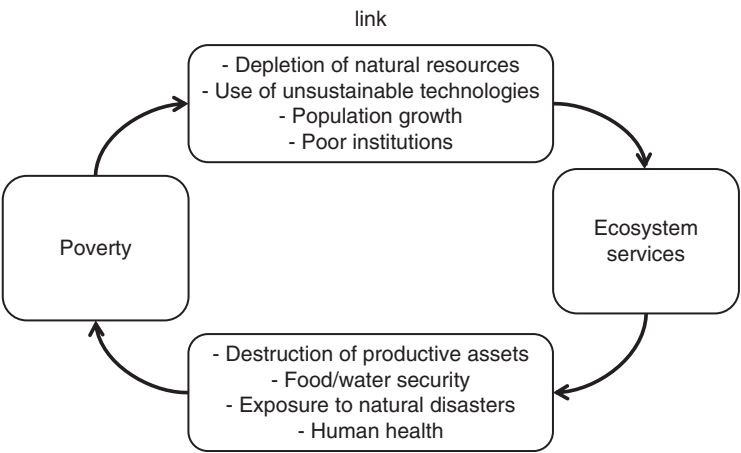 link
- Depletion of natural resources
- Use of unsustainable technologies
- Population growth
- Poor institutions
Poverty
Ecosystem
services
- Destruction of productive assets
- Food/water security
- Exposure to natural disasters
- Human health